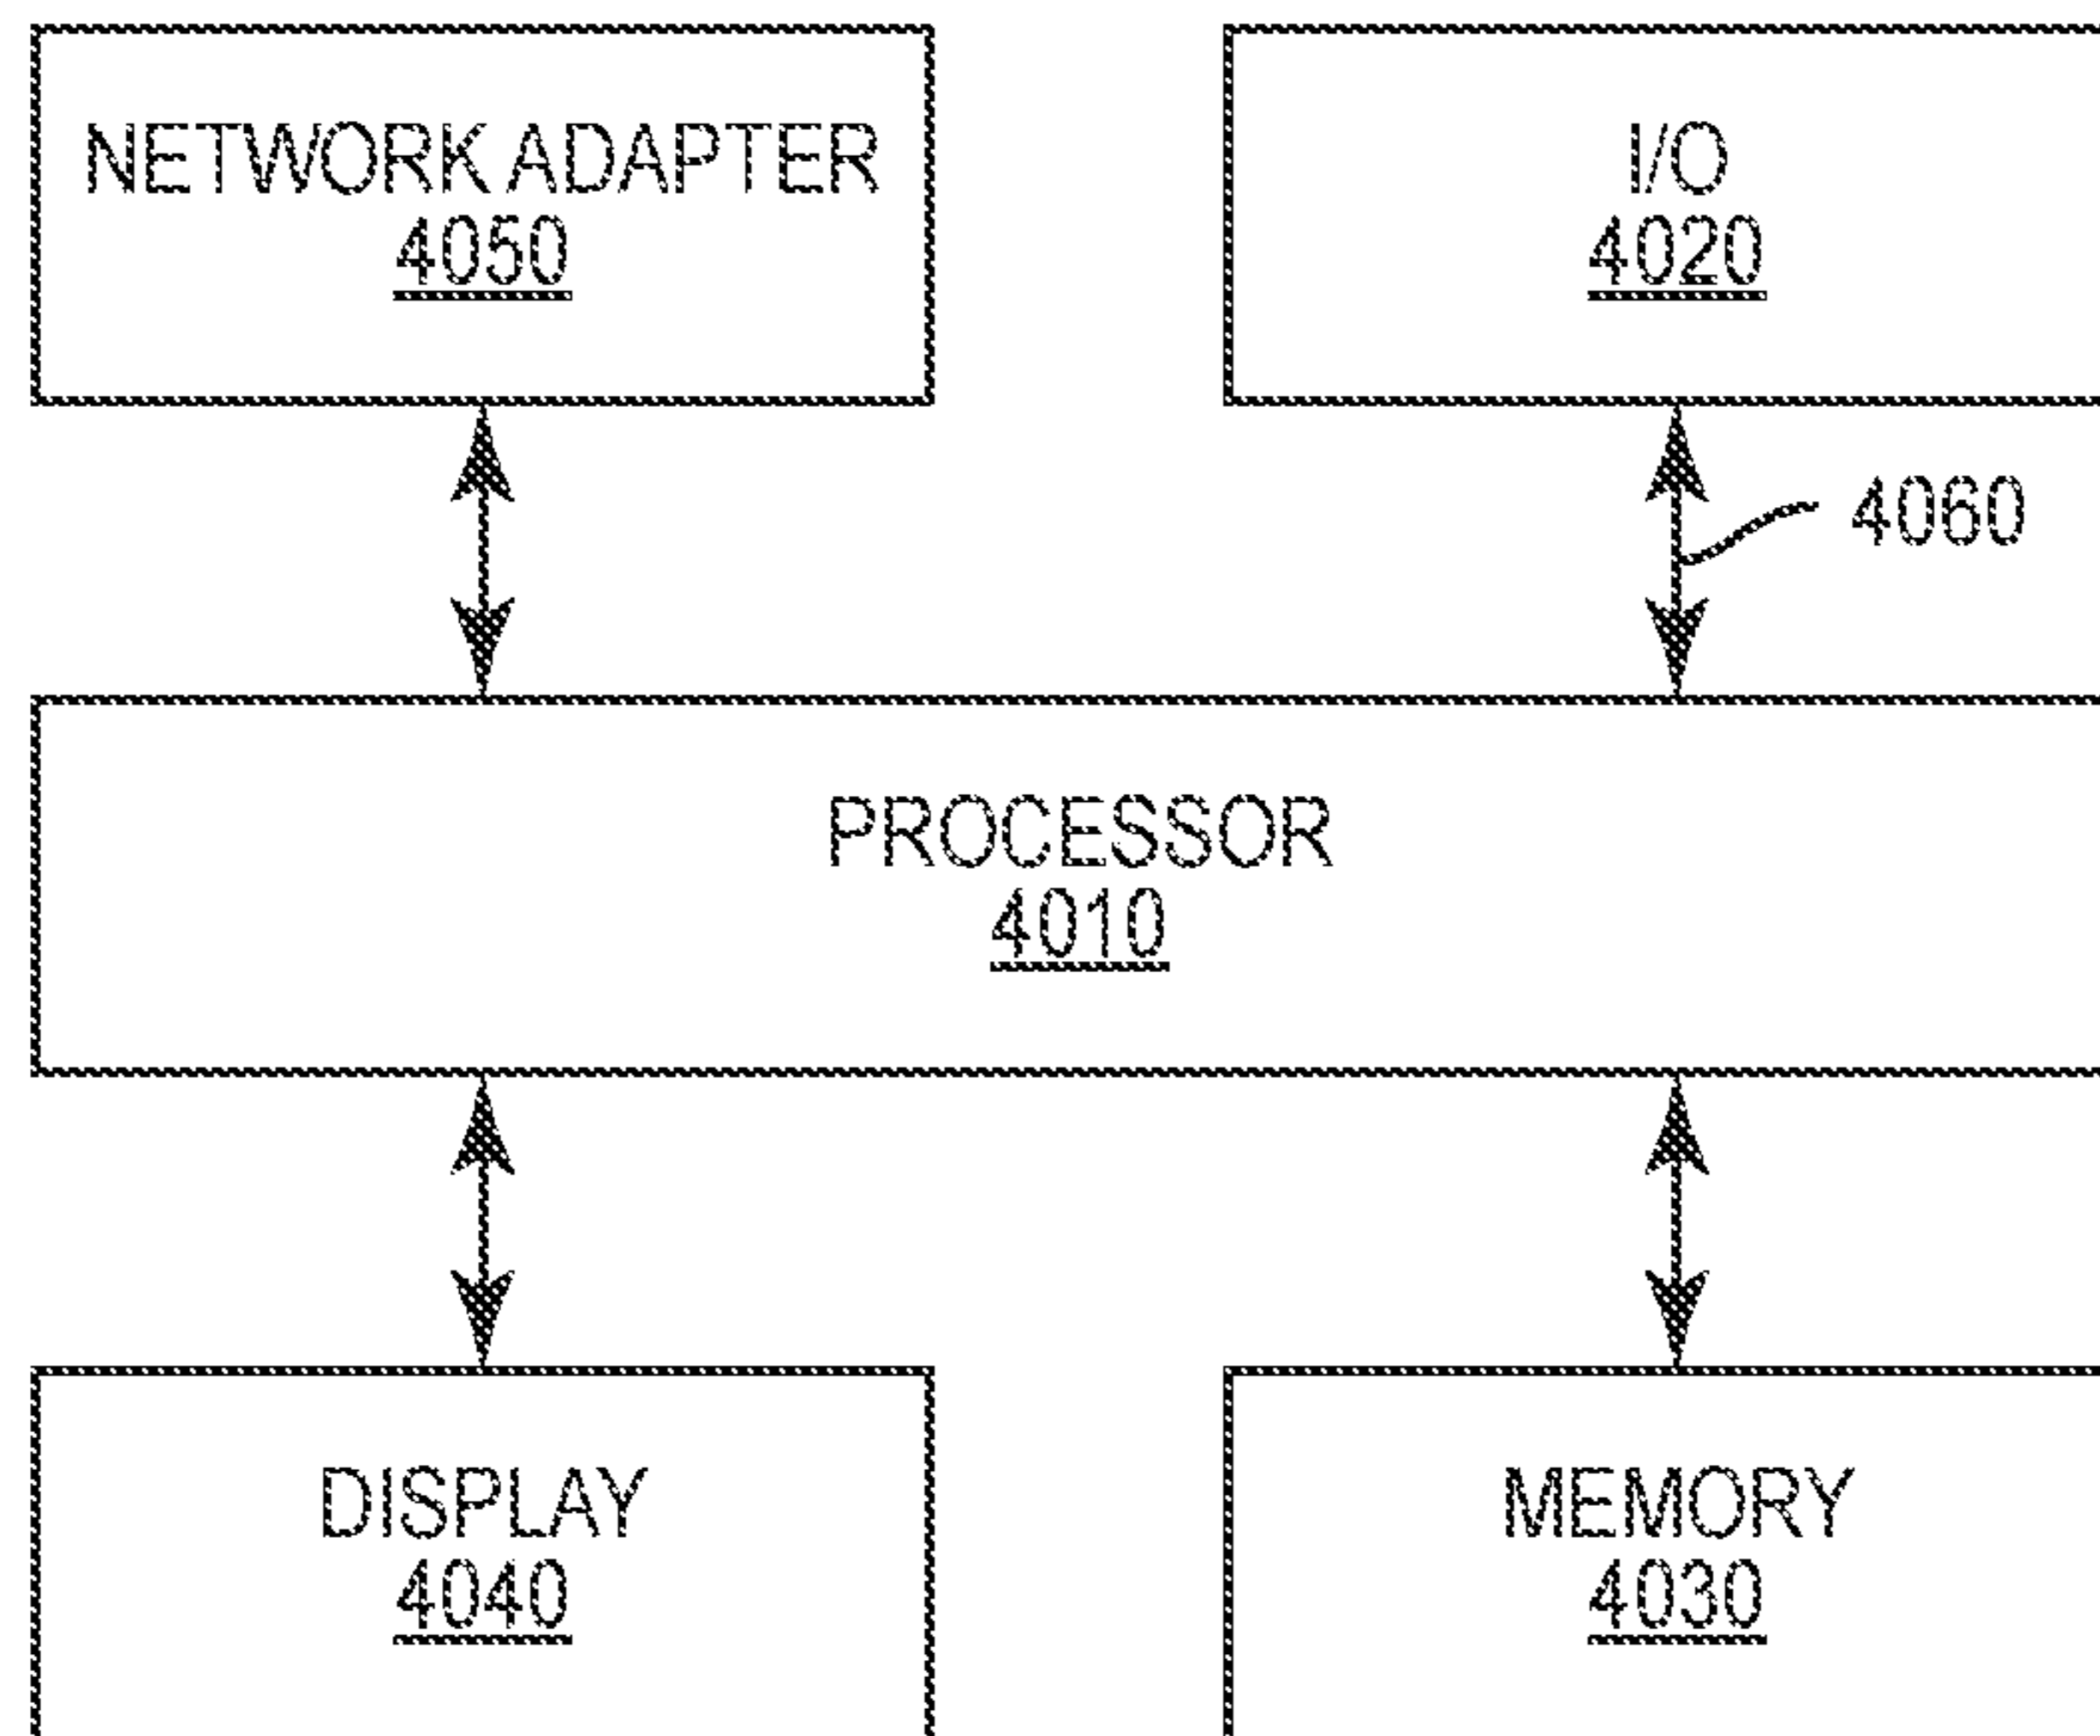 NETWORK ADAPTER
4050
I/O
4020
4060
PROCESSOR
4010
DISPLAY
4040
MEMORY
4030